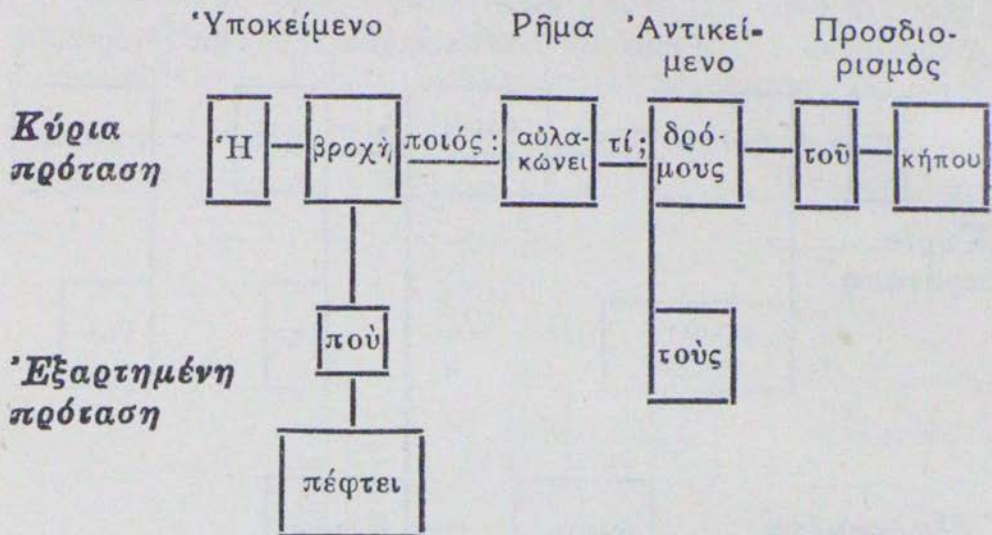 Ὑποκείμενο Ρῆμα Ἀντικεί-
μενο Προσδιο-
ρισμὸς
Κύρια
πρόταση
Ἡ βροχὴ ποιός: αὐλα-
κώνει τί; δρό-
μους τοῦ κήπου
ποὺ τοὺς
Ἐξαρτημένη
πρόταση
πέφτει